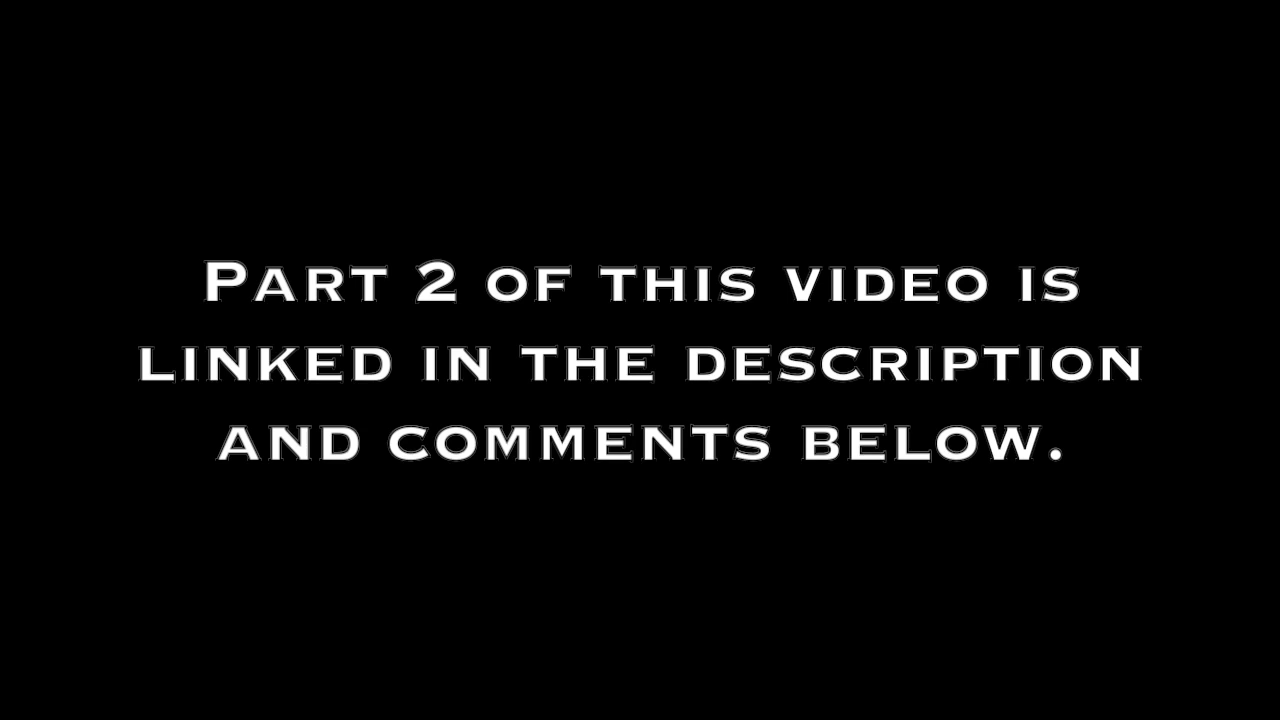 Part 2 of this video is
linked in the description
and comments below.